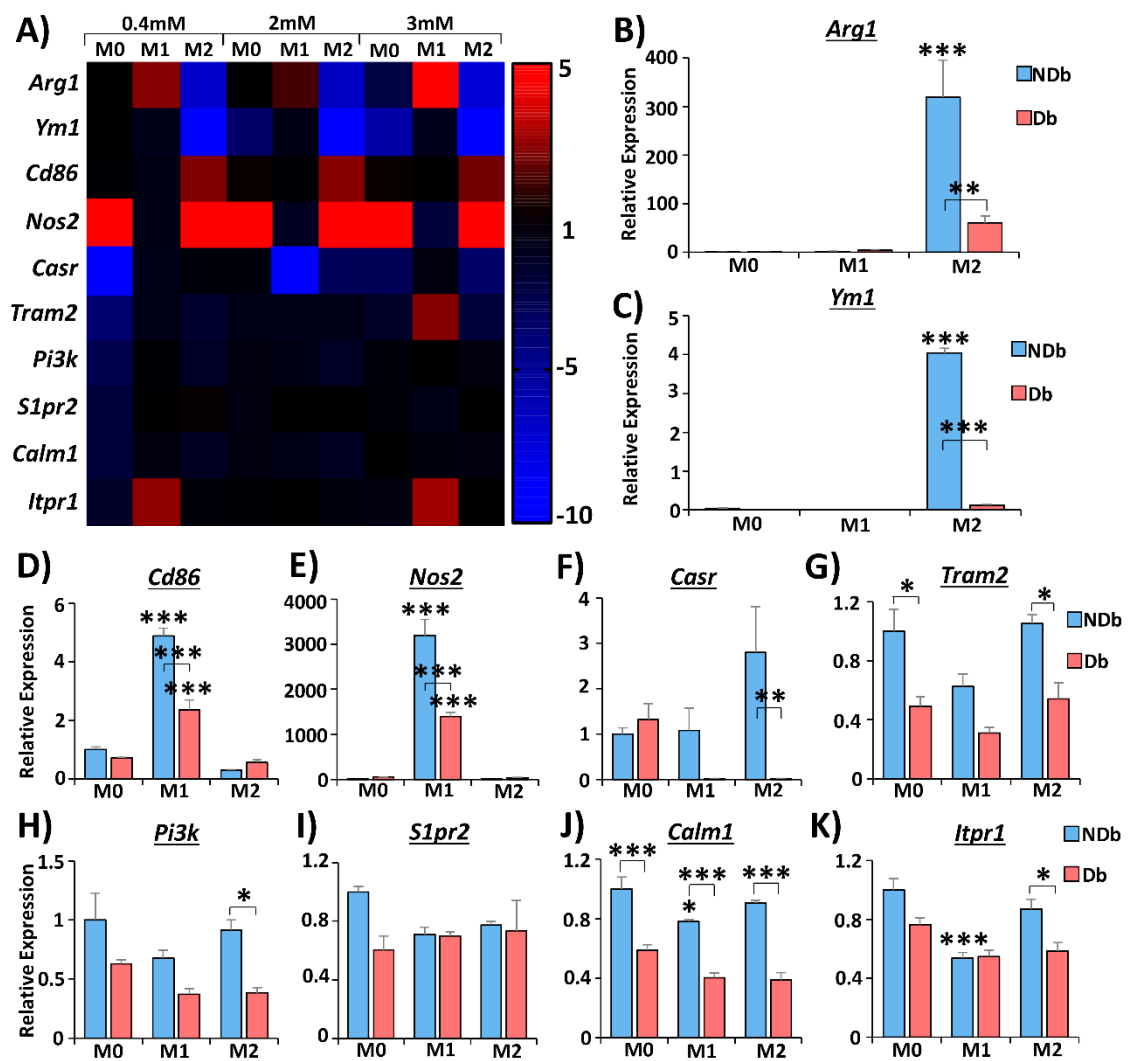 A)
0.4mM 2mM 3mM
M0 M1 M2 M0 M1 M2 M0 M1 M2
Arg1
Ym1
Cd86
Nos2
Casr
Tram2
Pi3k
S1pr2
Calm1
Itpr1
5
1
-5
-10
B)
Arg1
Relative Expression
400
300
200
100
0
***
**
M0 M1 M2
NDb
Db
C)
Ym1
Relative Expression
5
4
3
2
1
0
***
***
M0 M1 M2
NDb
Db
D)
Cd86
Relative Expression
6
4
2
0
***
***
***
M0 M1 M2
E)
Nos2
4000
3000
2000
1000
0
***
***
***
M0 M1 M2
F)
Casr
4
3
2
1
0
**
M0 M1 M2
G)
Tram2
1.2
0.8
0.4
0
*
*
M0 M1 M2
NDb
Db
H)
Pi3k
Relative Expression
1.5
1
0.5
0
*
M0 M1 M2
I)
S1pr2
1.2
0.8
0.4
0
M0 M1 M2
J)
Calm1
1.2
0.8
0.4
0
***
***
*
***
M0 M1 M2
K)
Itpr1
1.2
0.8
0.4
0
***
*
M0 M1 M2
NDb
Db